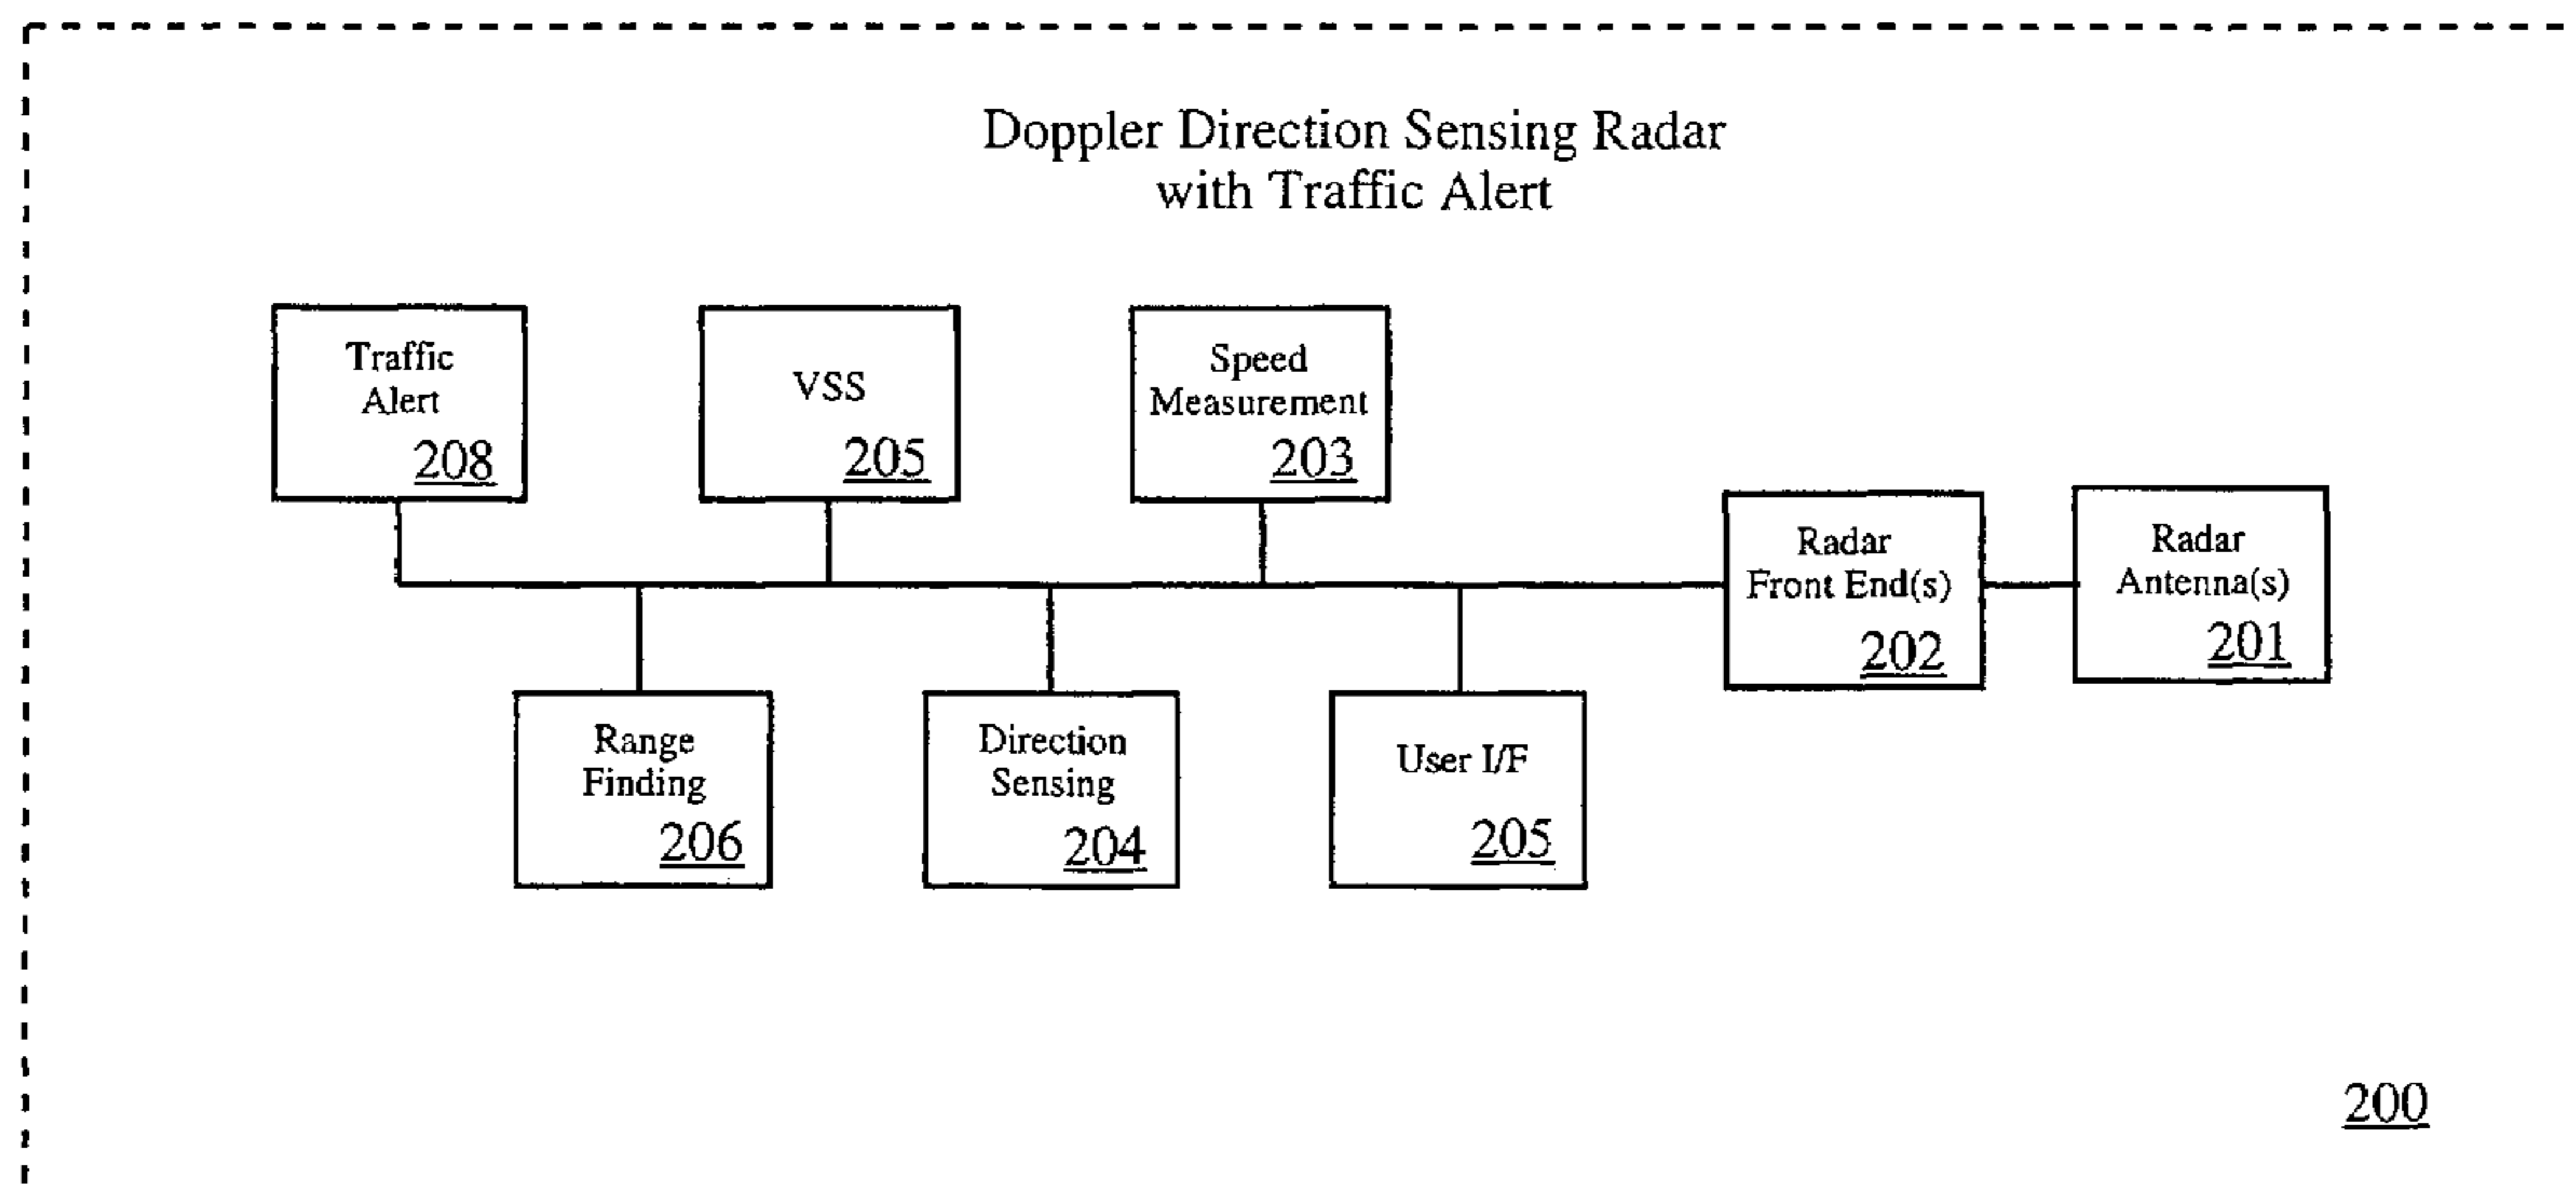 Doppler Direction Sensing Radar
with Traffic Alert
Traffic
Alert
208
VSS
205
Speed
Measurement
203
Radar
Front End(s)
202
Radar
Antenna(s)
201
Range
Finding
206
Direction
Sensing
204
User I/F
205
200